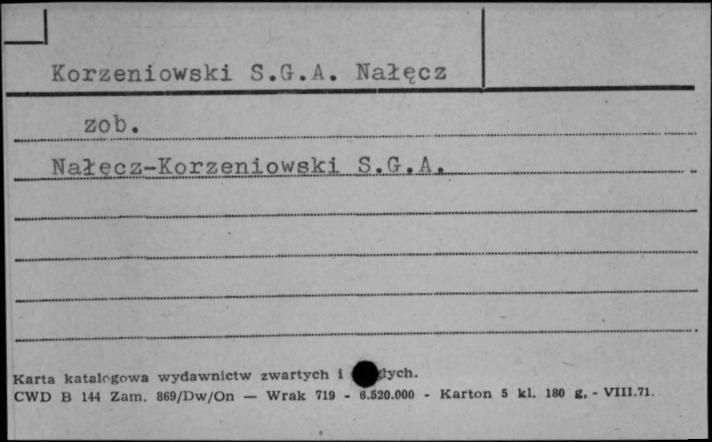 Korzeniowski S.G.A. Nałęcz
zob.
Nałęcz-Korzeniowski S.G.A.
Karta katalogowa wydawnictw zwartych i
CWD B 144 Zam. 869/Dw/On — Wrak 719 - 6.520.000 - Karton 5 kl. 180 g. - VIII.71.